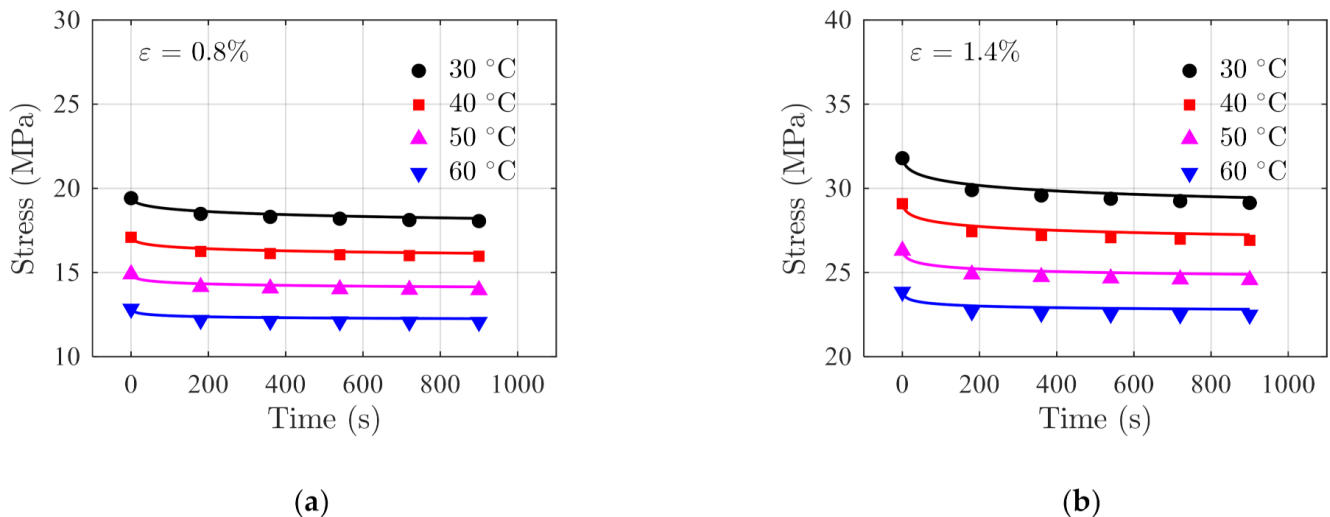 ε = 0.8%
30 °C
40 °C
50 °C
60 °C
Stress (MPa)
30
25
20
15
10
0 200 400 600 800 1000
Time (s)
(a)
ε = 1.4%
30 °C
40 °C
50 °C
60 °C
Stress (MPa)
40
35
30
25
20
0 200 400 600 800 1000
Time (s)
(b)